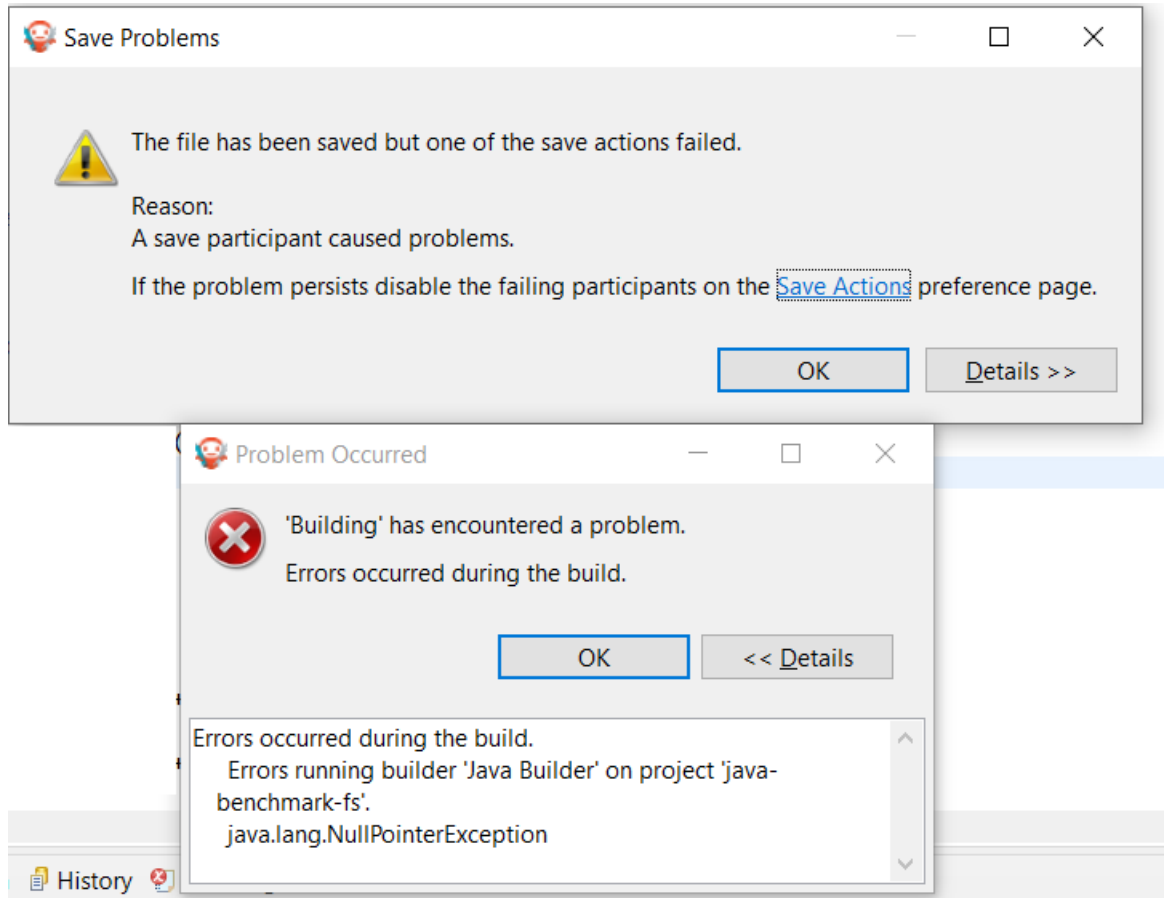 Save Problems
The file has been saved but one of the save actions failed.
Reason:
A save participant caused problems.
If the problem persists disable the failing participants on the Save Actions preference page.
OK
Details >>
Problem Occurred
'Building' has encountered a problem.
Errors occurred during the build.
OK
<< Details
Errors occurred during the build.
Errors running builder 'Java Builder' on project 'java-
benchmark-fs'.
java.lang.NullPointerException
History